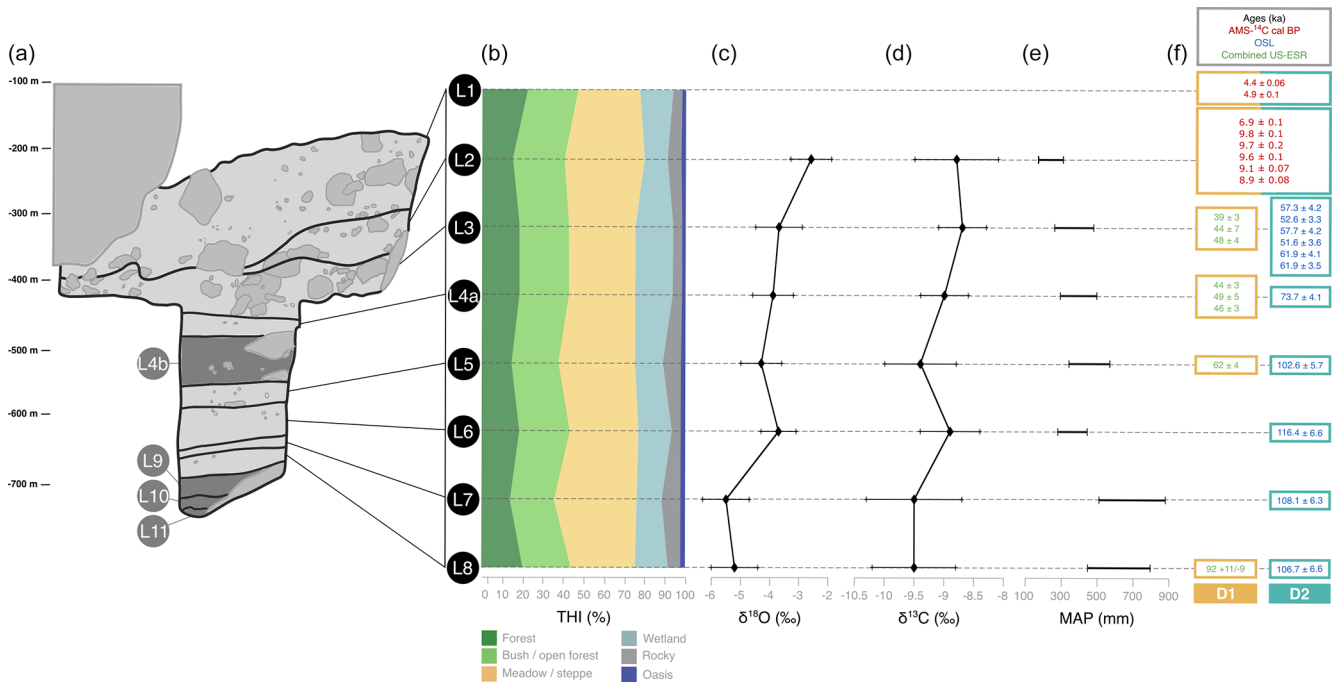 (a)
(b)
(c)
(d)
(e)
(f)
Ages (ka)
AMS-¹⁴C cal BP
OSL
Combined US-ESR
-100 m
-200 m
-300 m
-400 m
-500 m
-600 m
-700 m
L4b
L9
L10
L11
L1
L2
L3
L4a
L5
L6
L7
L8
4.4 ± 0.06
4.9 ± 0.1
6.9 ± 0.1
9.8 ± 0.1
9.7 ± 0.2
9.6 ± 0.1
9.1 ± 0.07
8.9 ± 0.08
39 ± 3
44 ± 7
48 ± 4
57.3 ± 4.2
52.6 ± 3.3
57.7 ± 4.2
51.6 ± 3.6
61.9 ± 4.1
61.9 ± 3.5
44 ± 3
49 ± 5
46 ± 3
73.7 ± 4.1
62 ± 4
102.6 ± 5.7
116.4 ± 6.6
108.1 ± 6.3
92 +11/-9
106.7 ± 6.6
D1
D2
0 10 20 30 40 50 60 70 80 90 100
THI (%)
-6 -5 -4 -3 -2
δ¹⁸O (‰)
-10.5 -10 -9.5 -9 -8.5 -8
δ¹³C (‰)
100 300 500 700 900
MAP (mm)
Forest
Bush / open forest
Meadow / steppe
Wetland
Rocky
Oasis